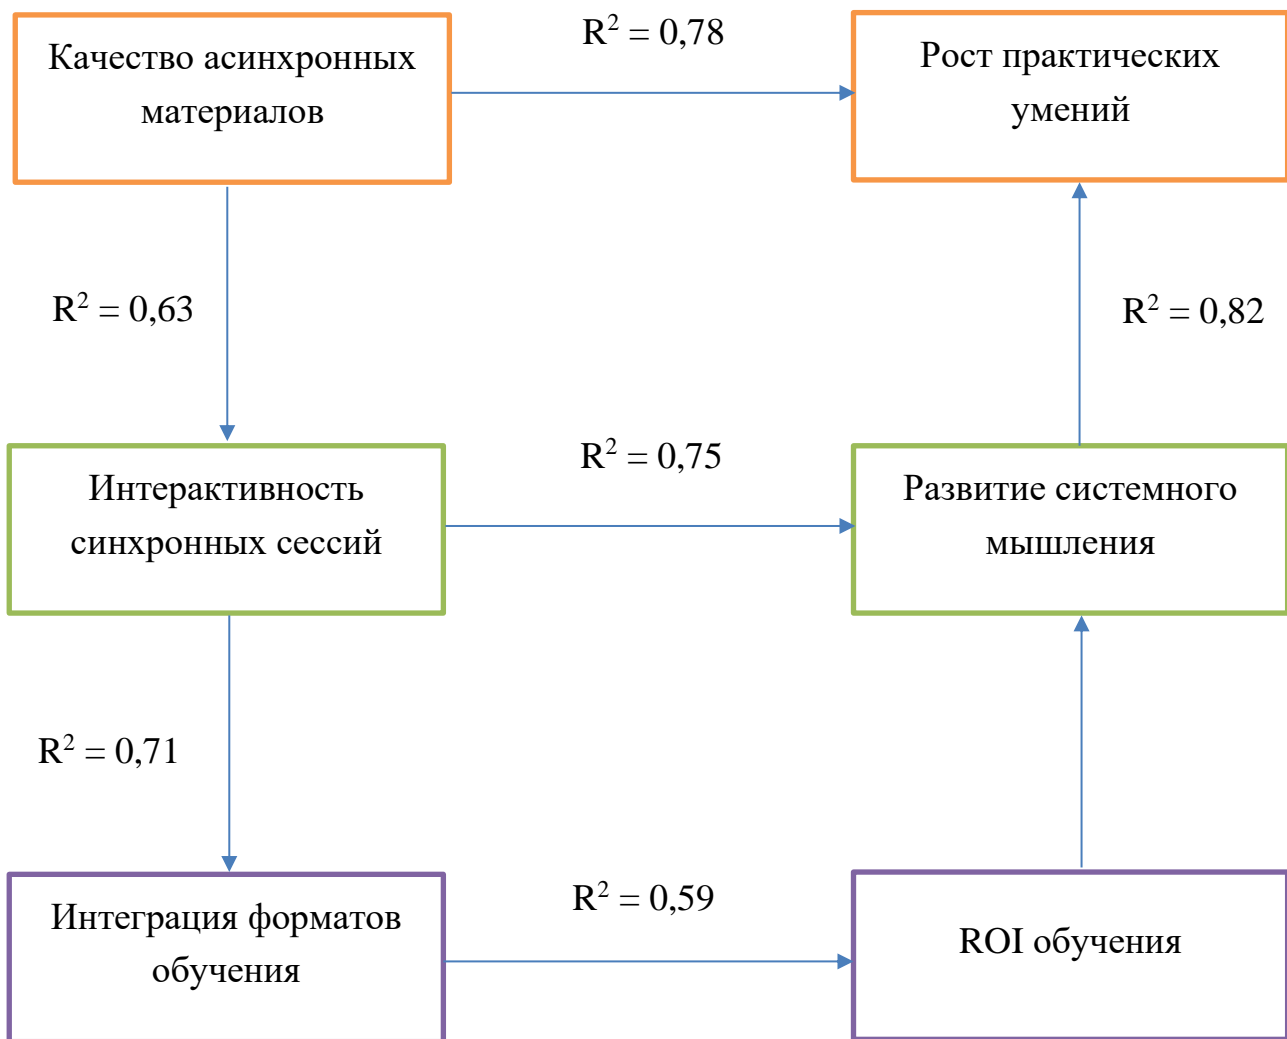 Качество асинхронных
материалов
R² = 0,78
Рост практических
умений
R² = 0,63
R² = 0,82
Интерактивность
синхронных сессий
R² = 0,75
Развитие системного
мышления
R² = 0,71
Интеграция форматов
обучения
R² = 0,59
ROI обучения